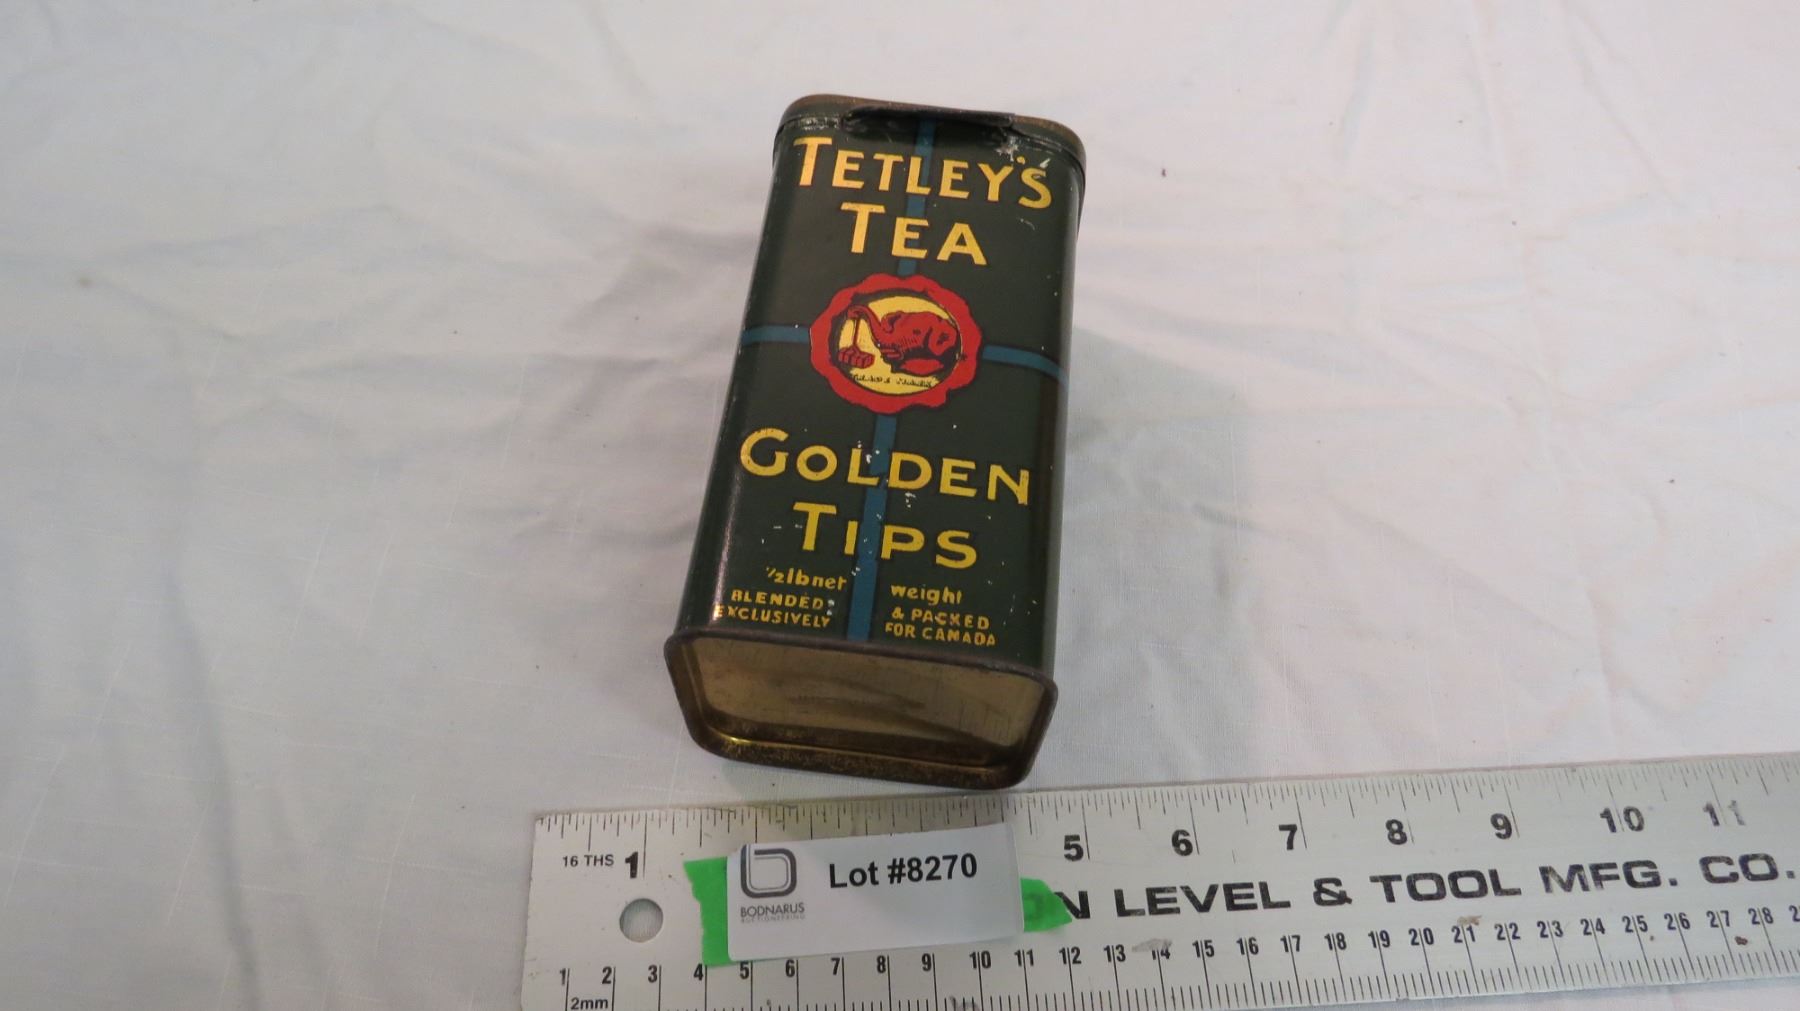 TETLEY'S
TEA
GOLDEN
TIPS
1/2 lb net weight
BLENDED & PACKED
EXCLUSIVELY FOR CANADA
16 THS 1 5 6 7 8 9 10 11
Lot #8270
BODNARUS
AUCTIONEERING
N LEVEL & TOOL MFG. CO.
1 2 3 4 5 6 7 8 9 10 11 12 13 14 15 16 17 18 19 20 21 22 23 24 25 26 27 28
2mm